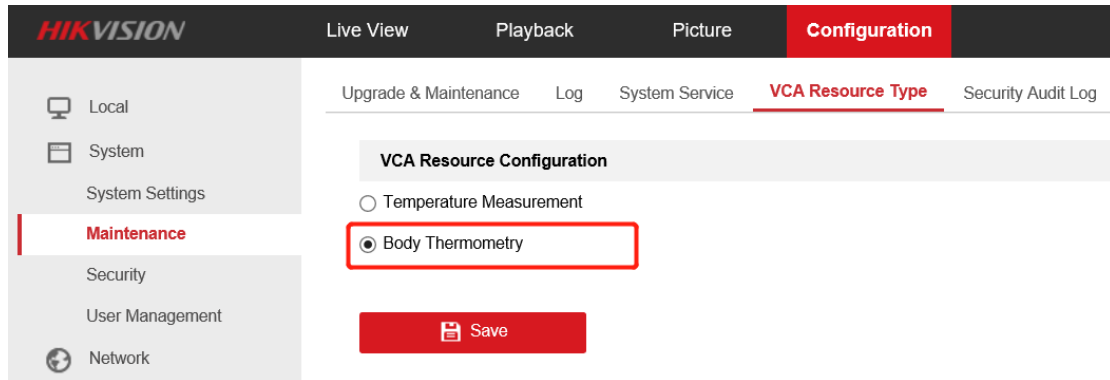 HIKVISION Live View Playback Picture Configuration
Upgrade & Maintenance Log System Service VCA Resource Type Security Audit Log
Local
System
System Settings
Maintenance
Security
User Management
Network
VCA Resource Configuration
Temperature Measurement
Body Thermometry
Save